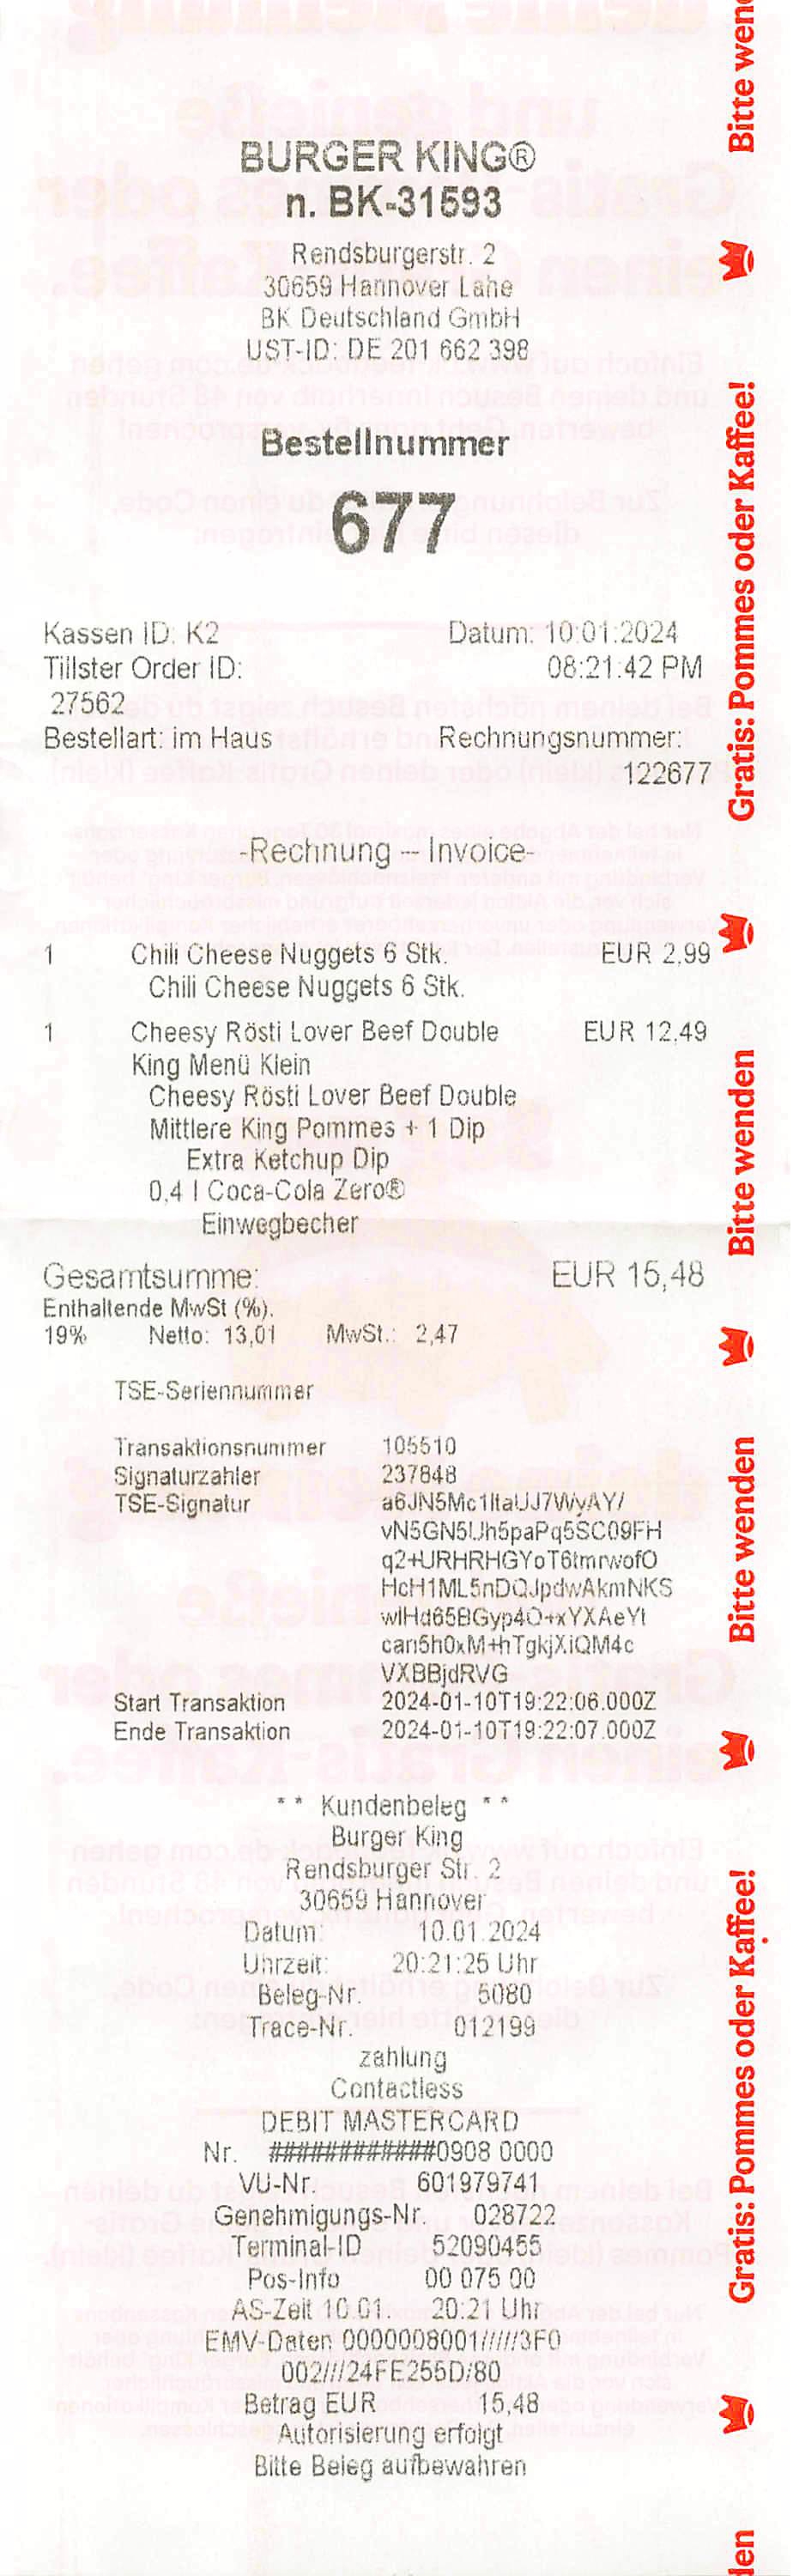 BURGER KING®
n. BK-31593
Rendsburgerstr. 2
30659 Hannover Lahe
BK Deutschland GmbH
UST-ID: DE 201 662 398
Bestellnummer
677
Kassen ID: K2 Datum: 10:01:2024
Tillster Order ID: 08:21:42 PM
27562
Bestellart: im Haus Rechnungsnummer:
122677
-Rechnung -- Invoice-
1 Chili Cheese Nuggets 6 Stk. EUR 2,99
Chili Cheese Nuggets 6 Stk.
1 Cheesy Rösti Lover Beef Double EUR 12,49
King Menü Klein
Cheesy Rösti Lover Beef Double
Mittlere King Pommes + 1 Dip
Extra Ketchup Dip
0,4 l Coca-Cola Zero®
Einwegbecher
Gesamtsumme: EUR 15,48
Enthaltende MwSt (%).
19% Netto: 13,01 MwSt.: 2,47
TSE-Seriennummer
Transaktionsnummer 105510
Signaturzahler 237848
TSE-Signatur
VXBBjdRVG
Start Transaktion 2024-01-10T19:22:06.000Z
Ende Transaktion 2024-01-10T19:22:07.000Z
** Kundenbeleg **
Burger King
Rendsburger Str. 2
30659 Hannover
Datum: 10.01.2024
Uhrzeit: 20:21:25 Uhr
Beleg-Nr. 5080
Trace-Nr. 012199
zahlung
Contactless
DEBIT MASTERCARD
Nr. ############0908 0000
VU-Nr. 601979741
Genehmigungs-Nr. 028722
Terminal-ID 52090455
Pos-Info 00 075 00
AS-Zeit 10.01. 20:21 Uhr
EMV-Daten 0000008001/////3F0
002///24FE255D/80
Betrag EUR 15,48
Autorisierung erfolgt
Bitte Beleg aufbewahren
Bitte wend
Gratis: Pommes oder Kaffee!
Bitte wenden
Bitte wenden
Gratis: Pommes oder Kaffee!
den